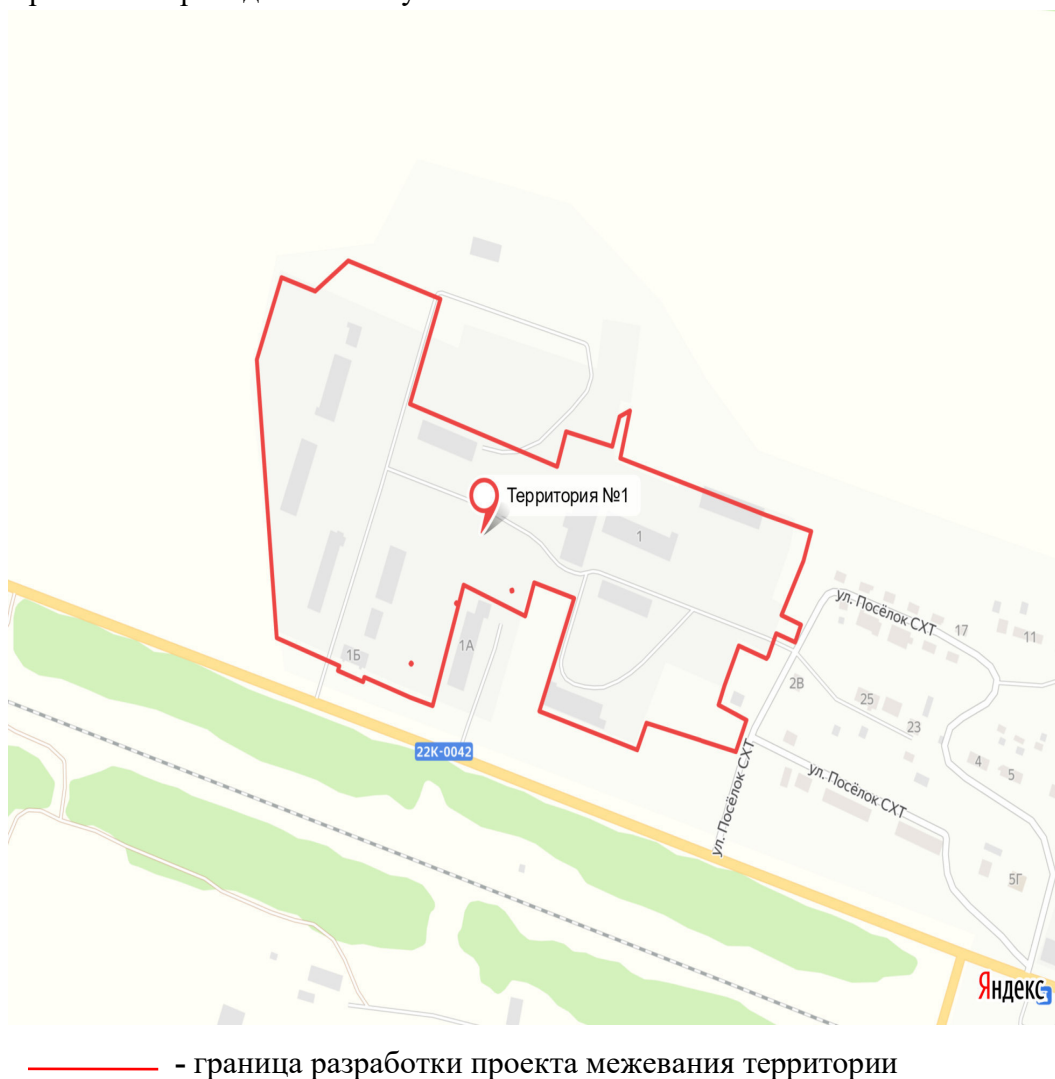 Территория №1
1
ул. Посёлок СХТ
17
11
1Б
1А
2В
25
23
22К-0042
4
5
ул. Посёлок СХТ
ул. Посёлок СХТ
5Г
Яндекс
- граница разработки проекта межевания территории